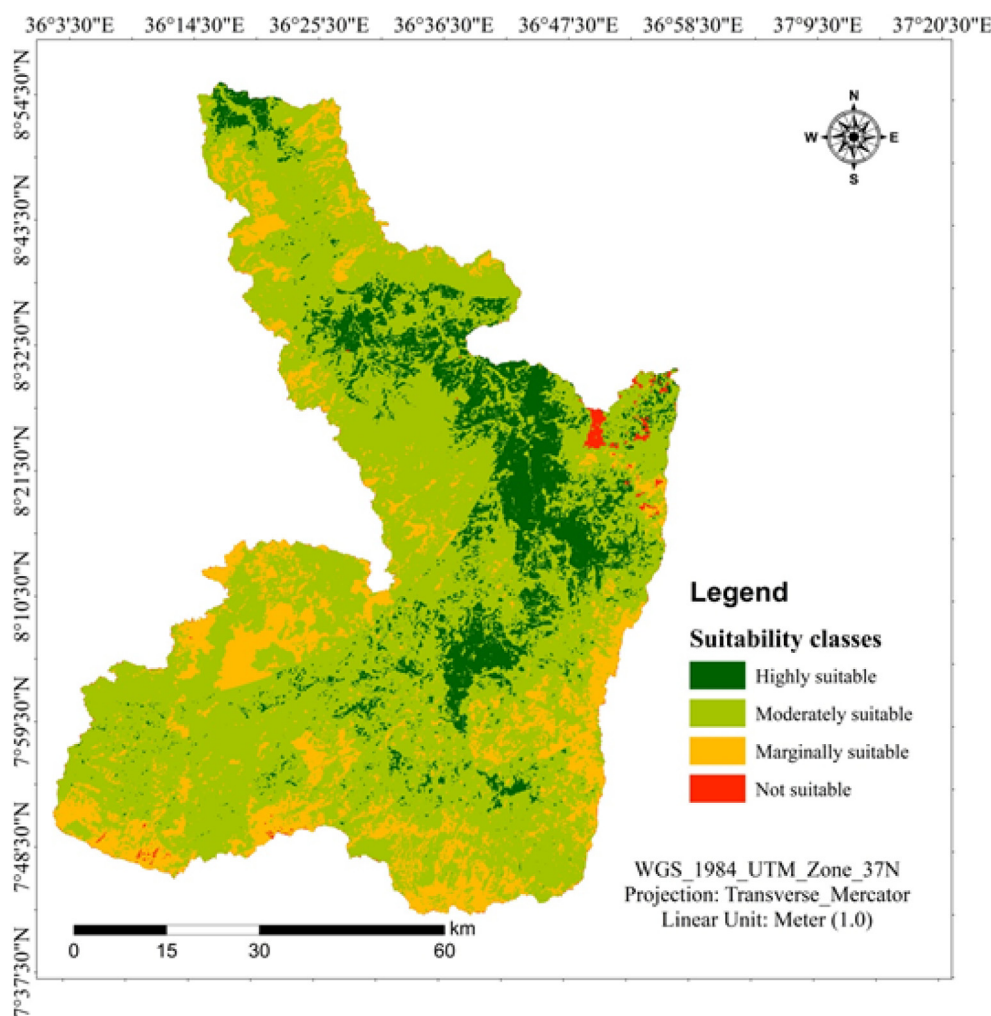 36°3'30"E 36°14'30"E 36°25'30"E 36°36'30"E 36°47'30"E 36°58'30"E 37°9'30"E 37°20'30"E
8°54'30"N
8°43'30"N
8°32'30"N
8°21'30"N
8°10'30"N
7°59'30"N
7°48'30"N
7°37'30"N
N
W E
S
Legend
Suitability classes
Highly suitable
Moderately suitable
Marginally suitable
Not suitable
WGS_1984_UTM_Zone_37N
Projection: Transverse_Mercator
Linear Unit: Meter (1.0)
km
0 15 30 60